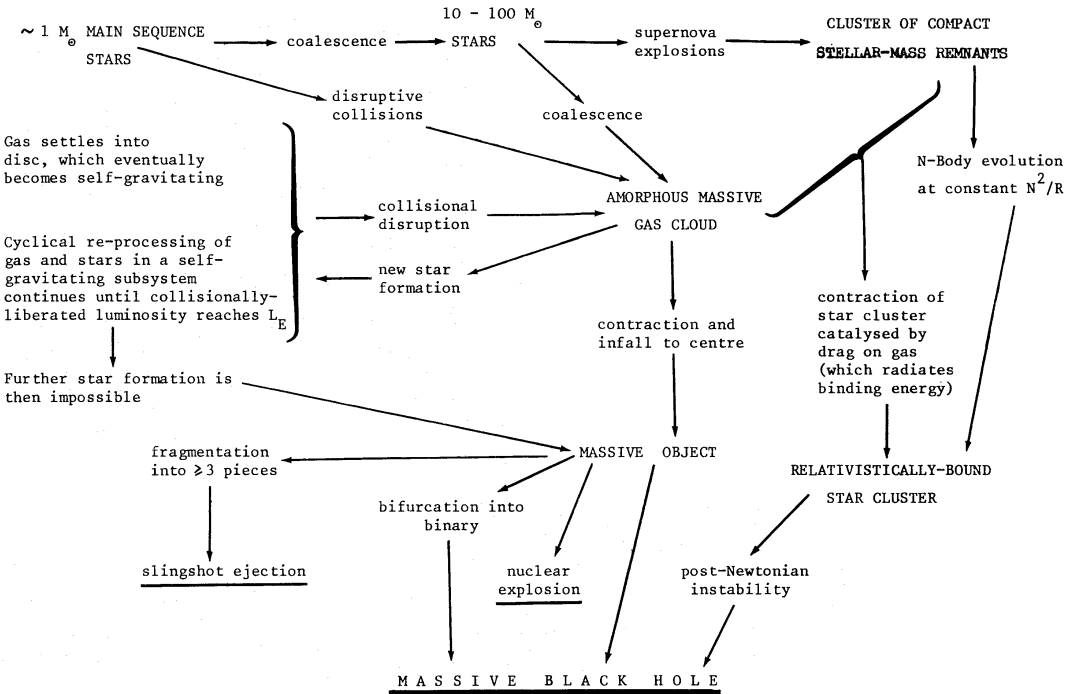 ~ 1 M⊙ MAIN SEQUENCE
STARS
coalescence
10 - 100 M⊙
STARS
supernova
explosions
CLUSTER OF COMPACT
STELLAR-MASS REMNANTS
disruptive
collisions
coalescence
Gas settles into
disc, which eventually
becomes self-gravitating
N-Body evolution
at constant N²/R
collisional
disruption
AMORPHOUS MASSIVE
GAS CLOUD
Cyclical re-processing of
gas and stars in a self-
gravitating subsystem
continues until collisionally-
liberated luminosity reaches L_E
new star
formation
contraction and
infall to centre
contraction of
star cluster
catalysed by
drag on gas
(which radiates
binding energy)
Further star formation is
then impossible
fragmentation
into ≥3 pieces
MASSIVE OBJECT
RELATIVISTICALLY-BOUND
STAR CLUSTER
bifurcation into
binary
slingshot ejection
nuclear
explosion
post-Newtonian
instability
MASSIVE BLACK HOLE